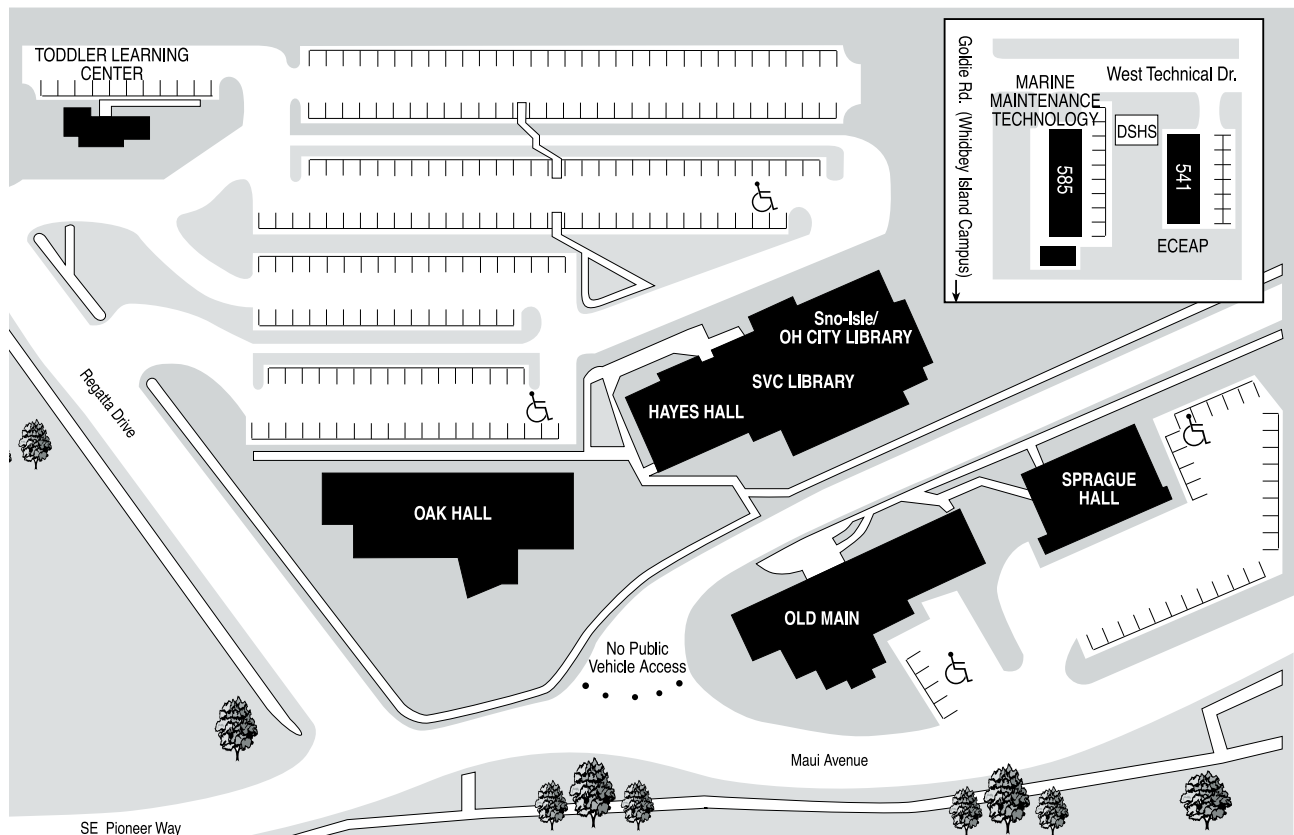 TODDLER LEARNING
CENTER
Goldie Rd. (Whidbey Island Campus)
West Technical Dr.
MARINE
MAINTENANCE
TECHNOLOGY
DSHS
585
541
ECEAP
Sno-Isle/
OH CITY LIBRARY
SVC LIBRARY
HAYES HALL
Regatta Drive
OAK HALL
SPRAGUE
HALL
OLD MAIN
No Public
Vehicle Access
Maui Avenue
SE Pioneer Way